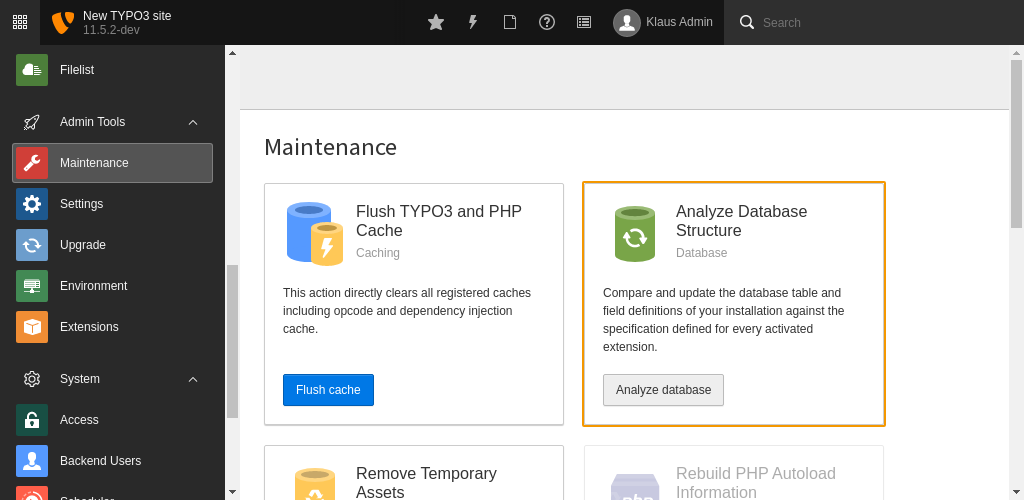 New TYPO3 site
11.5.2-dev
Klaus Admin
Search
Filelist
Admin Tools
Maintenance
Settings
Upgrade
Environment
Extensions
System
Access
Backend Users
Scheduler
Maintenance
Flush TYPO3 and PHP
Cache
Caching
This action directly clears all registered caches
including opcode and dependency injection
cache.
Flush cache
Analyze Database
Structure
Database
Compare and update the database table and
field definitions of your installation against the
specification defined for every activated
extension.
Analyze database
Remove Temporary
Assets
php
Rebuild PHP Autoload
Information